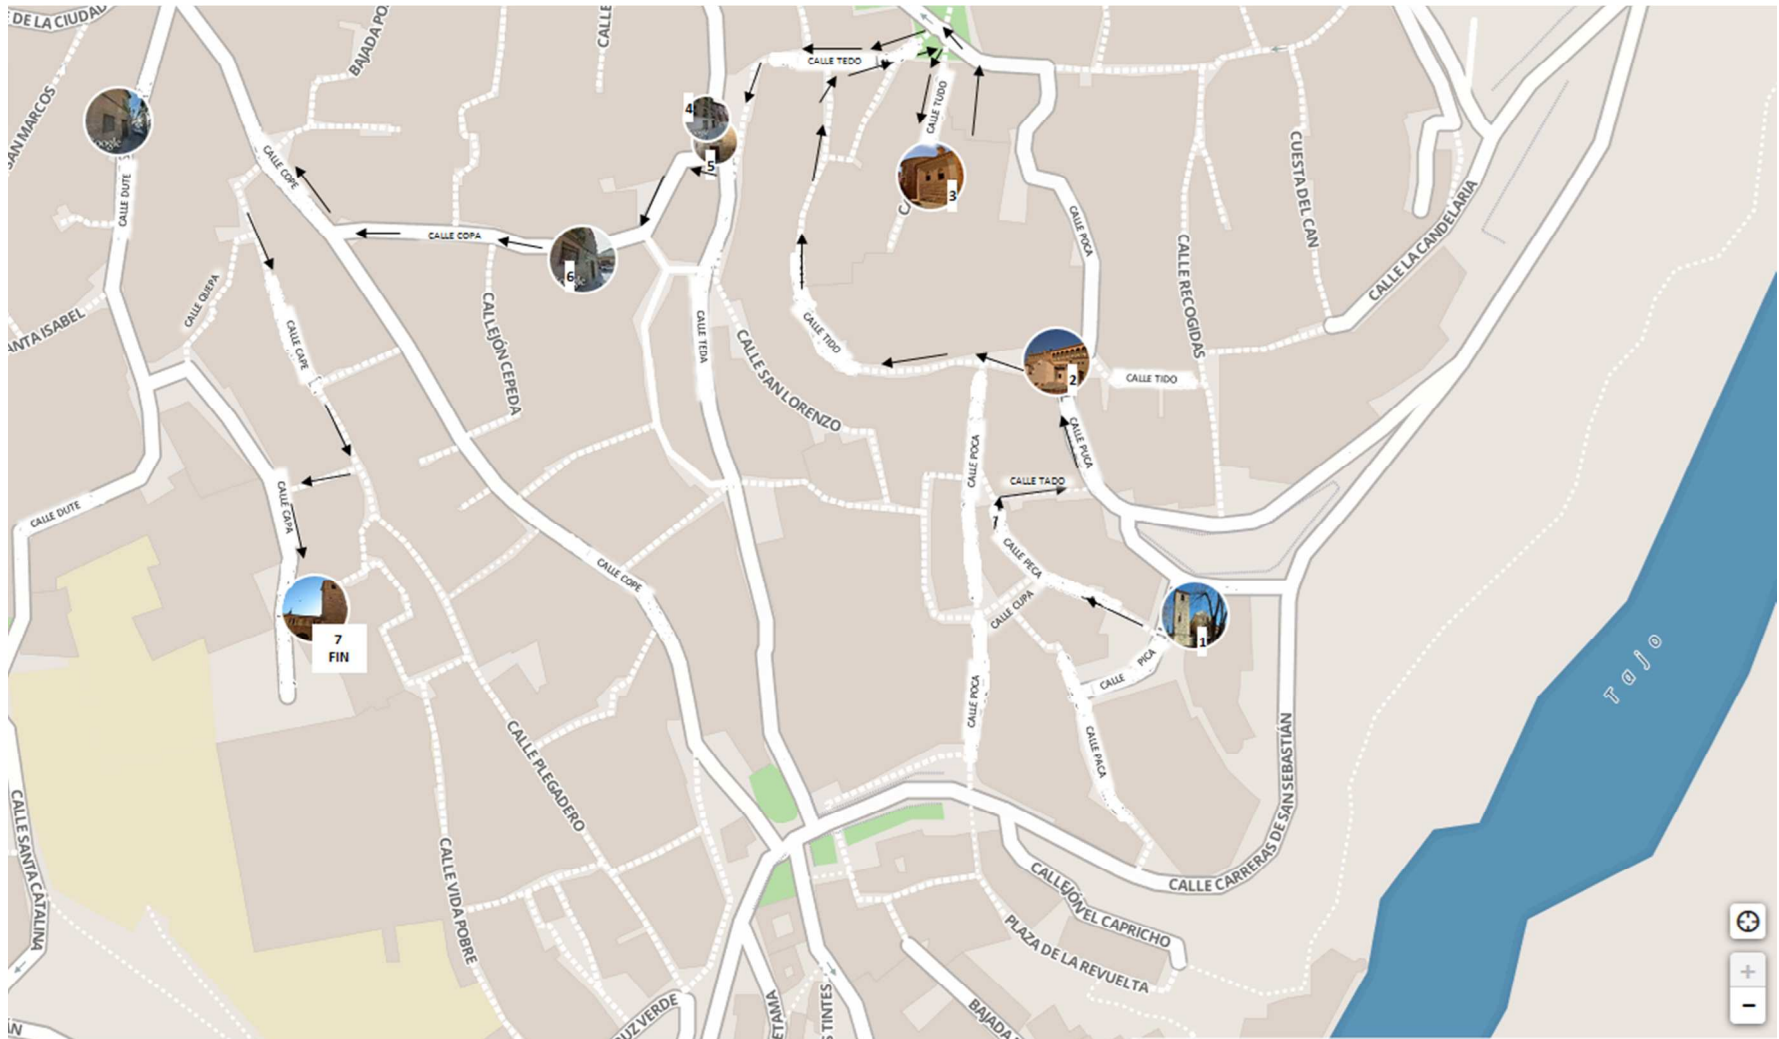 E DE LA CIUDAD
BAJADA PO
CALLE
SAN MARCOS
CALLE TEDO
CALLE TUDO
4
5
CALLE COPE
3
CUESTA DEL CAN
CALLE DUTE
CALLE POCA
CALLE LA CANDELARIA
CALLE COPA
6
CALLE RECOGIDAS
CALLE QUEPA
ANTA ISABEL
CALLE CAPE
CALLEJÓN CEPEDA
CALLE TEDA
CALLE TIDO
CALLE SAN LORENZO
2
CALLE TIDO
CALLE PUCA
CALLE POCA
CALLE TADO
CALLE CAPA
CALLE DUTE
CALLE PECA
CALLE COPE
CALLE CUPA
1
7
FIN
CALLE PICA
Tajo
CALLE POCA
CALLE PACA
CALLE PLEGADERO
CALLE SANTA CATALINA
CALLE VIDA POBRE
CALLE CARRERAS DE SAN SEBASTIÁN
CALLEJÓN EL CAPRICHO
PLAZA DE LA REVUELTA
RUZ VERDE
ETAMA
S TINTES
BAJADA
ÁN
+
−